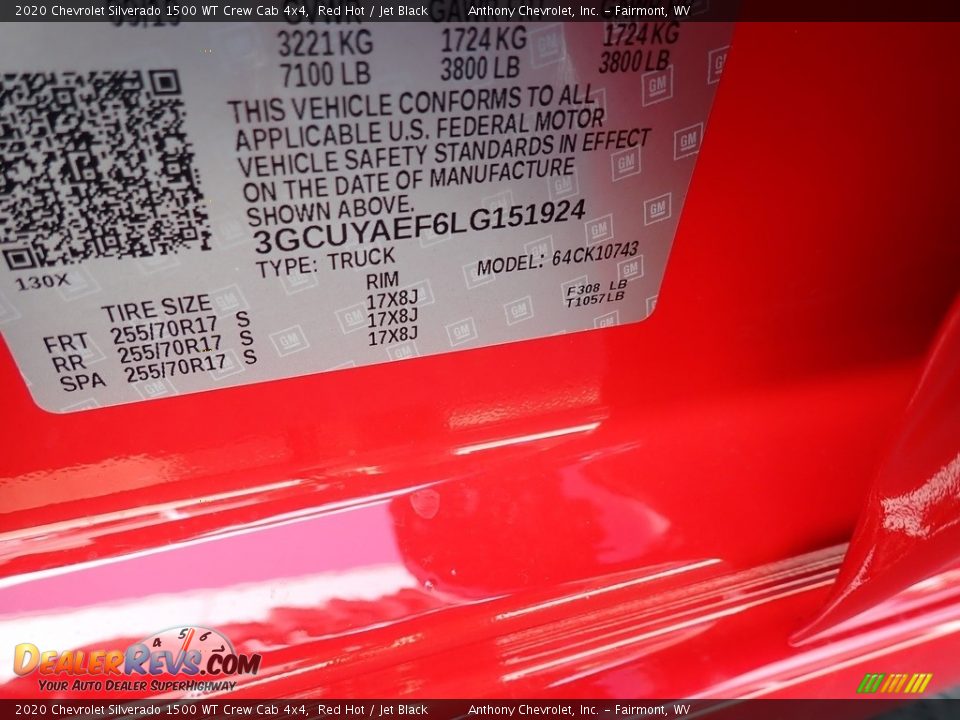 2020 Chevrolet Silverado 1500 WT Crew Cab 4x4, Red Hot / Jet Black Anthony Chevrolet, Inc. - Fairmont, WV
GVWR
3221 KG 1724 KG 1724 KG
7100 LB 3800 LB 3800 LB
THIS VEHICLE CONFORMS TO ALL
APPLICABLE U.S. FEDERAL MOTOR
VEHICLE SAFETY STANDARDS IN EFFECT
ON THE DATE OF MANUFACTURE
SHOWN ABOVE.
3GCUYAEF6LG151924
TYPE: TRUCK MODEL: 64CK10743
130X
TIRE SIZE RIM F308 LB
T1057LB
FRT 255/70R17 S 17X8J
RR 255/70R17 S 17X8J
SPA 255/70R17 S 17X8J
GM
4 5 6
DEALERREVS.COM
YOUR AUTO DEALER SUPERHIGHWAY
2020 Chevrolet Silverado 1500 WT Crew Cab 4x4, Red Hot / Jet Black Anthony Chevrolet, Inc. - Fairmont, WV